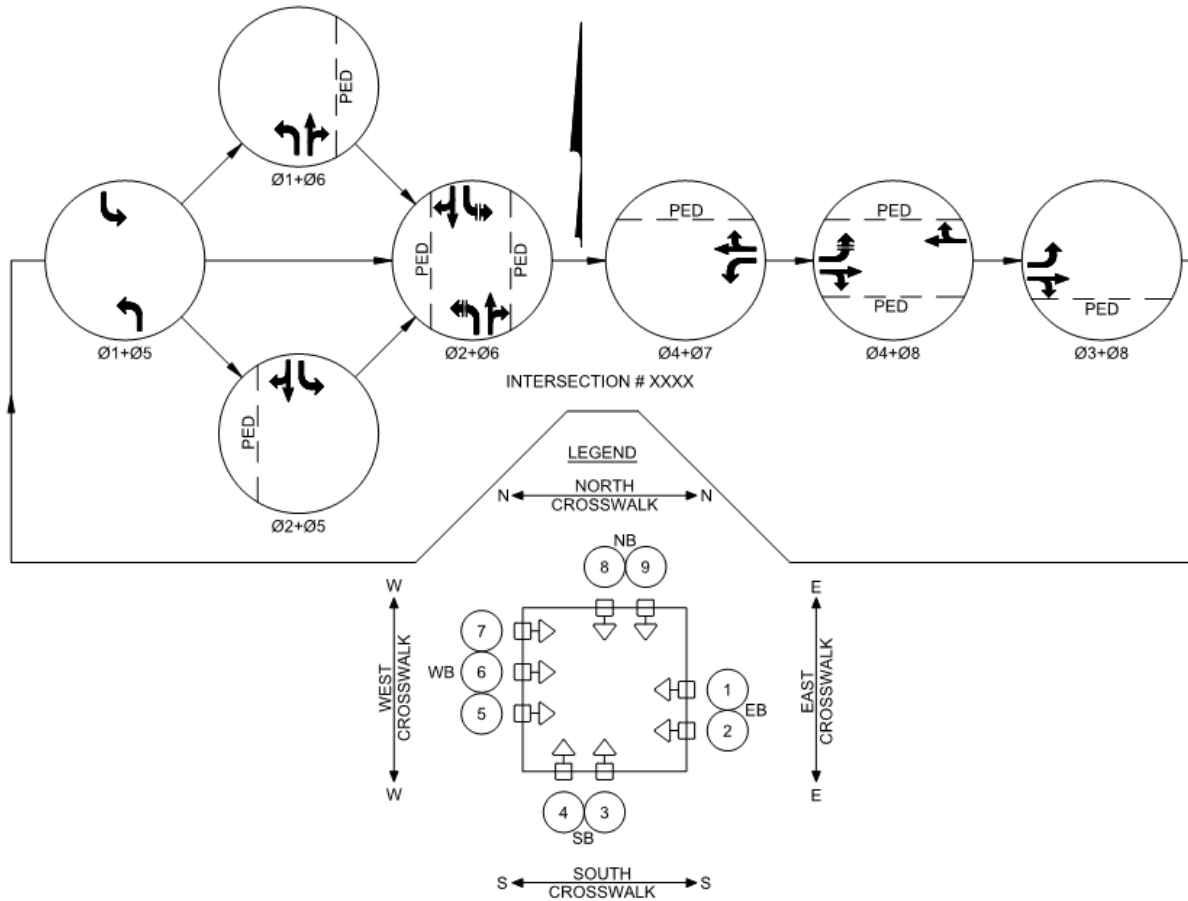 PED
Ø1+Ø6
Ø1+Ø5
PED
PED
Ø2+Ø6
PED
Ø4+Ø7
PED
PED
Ø4+Ø8
PED
Ø3+Ø8
PED
Ø2+Ø5
INTERSECTION # XXXX
LEGEND
N NORTH N
CROSSWALK
NB
8 9
W
WEST
CROSSWALK
W
7
WB 6
5
1
EB
2
E
EAST
CROSSWALK
E
4 3
SB
S SOUTH S
CROSSWALK